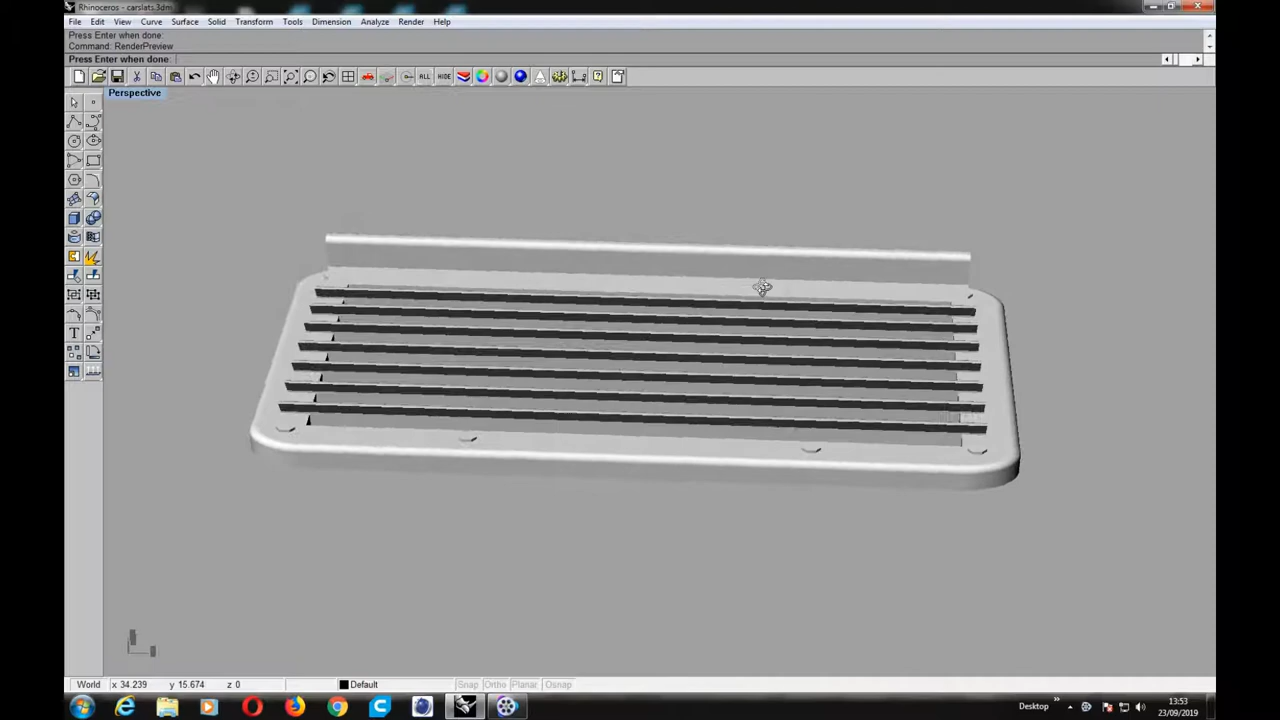 Rhinoceros - carslats.3dm
File Edit View Curve Surface Solid Transform Tools Dimension Analyze Render Help
Press Enter when done:
Command: RenderPreview
Press Enter when done:
ALL HIDE
Perspective
T
World x 34.239 y 15.674 z 0 Default Snap Ortho Planar Osnap
Desktop » 13:53
23/09/2019